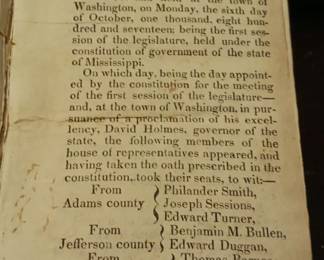 at the town of
Washington, on Monday, the sixth day
of October, one thousand, eight hun-
dred and seventeen; being the first ses-
sion of the legislature, held under the
constitution of government of the state
of Mississippi.
On which day, being the day appoint-
ed by the constitution for the meeting
of the first session of the legislature—
and, at the town of Washington, in pur-
suance of a proclamation of his excel-
lency, David Holmes, governor of the
state, the following members of the
house of representatives appeared, and
having taken the oath prescribed in the
constitution, took their seats, to wit:—
From Philander Smith,
Adams county Joseph Sessions,
Edward Turner,
From Benjamin M. Bullen,
Jefferson county Edward Duggan,
From Thomas